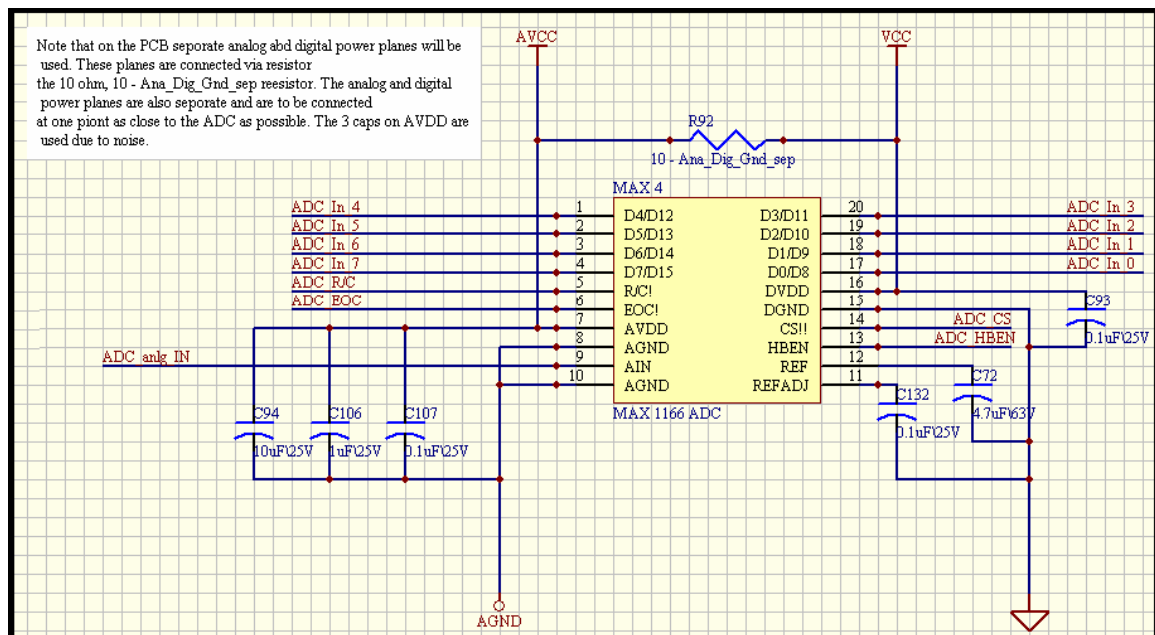 Note that on the PCB seporate analog abd digital power planes will be
used. These planes are connected via resistor
the 10 ohm, 10 - Ana_Dig_Gnd_sep reesistor. The analog and digital
power planes are also seporate and are to be connected
at one piont as close to the ADC as possible. The 3 caps on AVDD are
used due to noise.
AVCC
VCC
R92
10 - Ana_Dig_Gnd_sep
MAX 4
ADC In 4 1 D4/D12 D3/D11 20 ADC In 3
ADC In 5 2 D5/D13 D2/D10 19 ADC In 2
ADC In 6 3 D6/D14 D1/D9 18 ADC In 1
ADC In 7 4 D7/D15 D0/D8 17 ADC In 0
ADC R/C 5 R/C! DVDD 16
ADC EOC 6 EOC! DGND 15
7 AVDD CS!! 14 ADC CS
8 AGND HBEN 13 ADC HBEN
ADC anlg IN 9 AIN REF 12
10 AGND REFADJ 11
C93
0.1uF\25V
C72
4.7uF\63V
C132
0.1uF\25V
MAX 1166 ADC
C94
10uF\25V
C106
1uF\25V
C107
0.1uF\25V
AGND